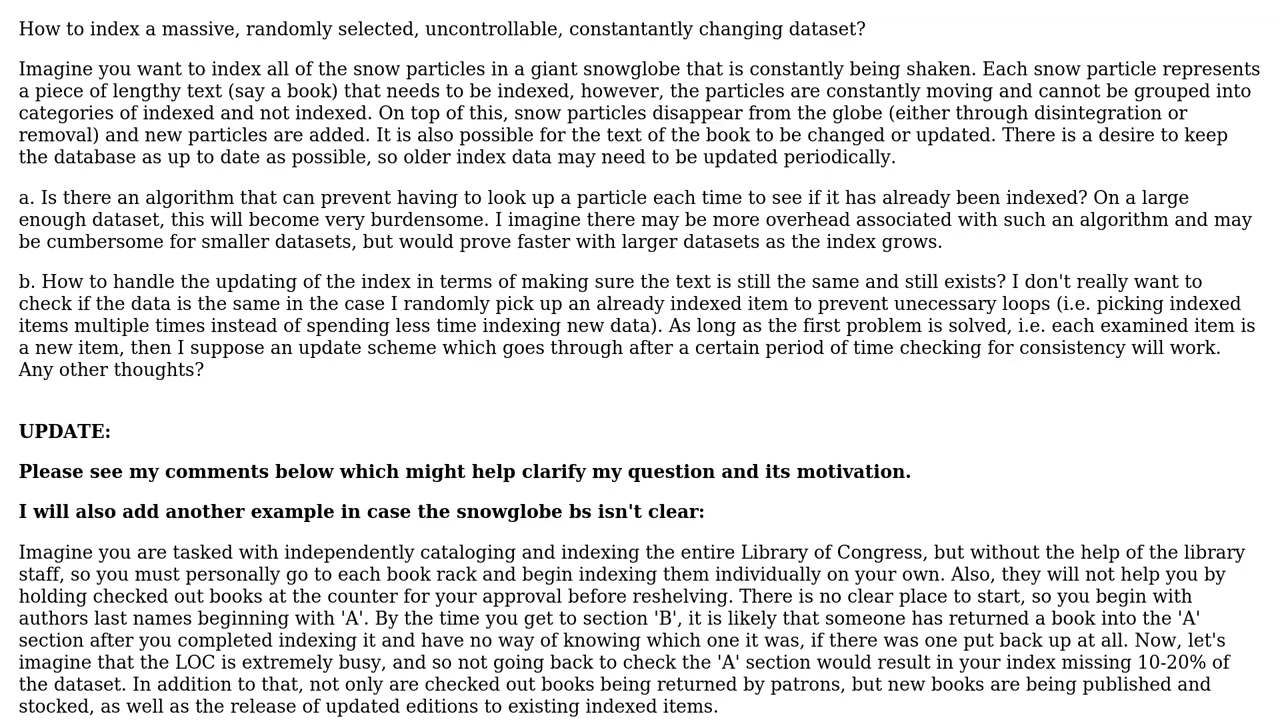 How to index a massive, randomly selected, uncontrollable, constantantly changing dataset?
Imagine you want to index all of the snow particles in a giant snowglobe that is constantly being shaken. Each snow particle represents
a piece of lengthy text (say a book) that needs to be indexed, however, the particles are constantly moving and cannot be grouped into
categories of indexed and not indexed. On top of this, snow particles disappear from the globe (either through disintegration or
removal) and new particles are added. It is also possible for the text of the book to be changed or updated. There is a desire to keep
the database as up to date as possible, so older index data may need to be updated periodically.
a. Is there an algorithm that can prevent having to look up a particle each time to see if it has already been indexed? On a large
enough dataset, this will become very burdensome. I imagine there may be more overhead associated with such an algorithm and may
be cumbersome for smaller datasets, but would prove faster with larger datasets as the index grows.
b. How to handle the updating of the index in terms of making sure the text is still the same and still exists? I don't really want to
check if the data is the same in the case I randomly pick up an already indexed item to prevent unecessary loops (i.e. picking indexed
items multiple times instead of spending less time indexing new data). As long as the first problem is solved, i.e. each examined item is
a new item, then I suppose an update scheme which goes through after a certain period of time checking for consistency will work.
Any other thoughts?
UPDATE:
Please see my comments below which might help clarify my question and its motivation.
I will also add another example in case the snowglobe bs isn't clear:
Imagine you are tasked with independently cataloging and indexing the entire Library of Congress, but without the help of the library
staff, so you must personally go to each book rack and begin indexing them individually on your own. Also, they will not help you by
holding checked out books at the counter for your approval before reshelving. There is no clear place to start, so you begin with
authors last names beginning with 'A'. By the time you get to section 'B', it is likely that someone has returned a book into the 'A'
section after you completed indexing it and have no way of knowing which one it was, if there was one put back up at all. Now, let's
imagine that the LOC is extremely busy, and so not going back to check the 'A' section would result in your index missing 10-20% of
the dataset. In addition to that, not only are checked out books being returned by patrons, but new books are being published and
stocked, as well as the release of updated editions to existing indexed items.